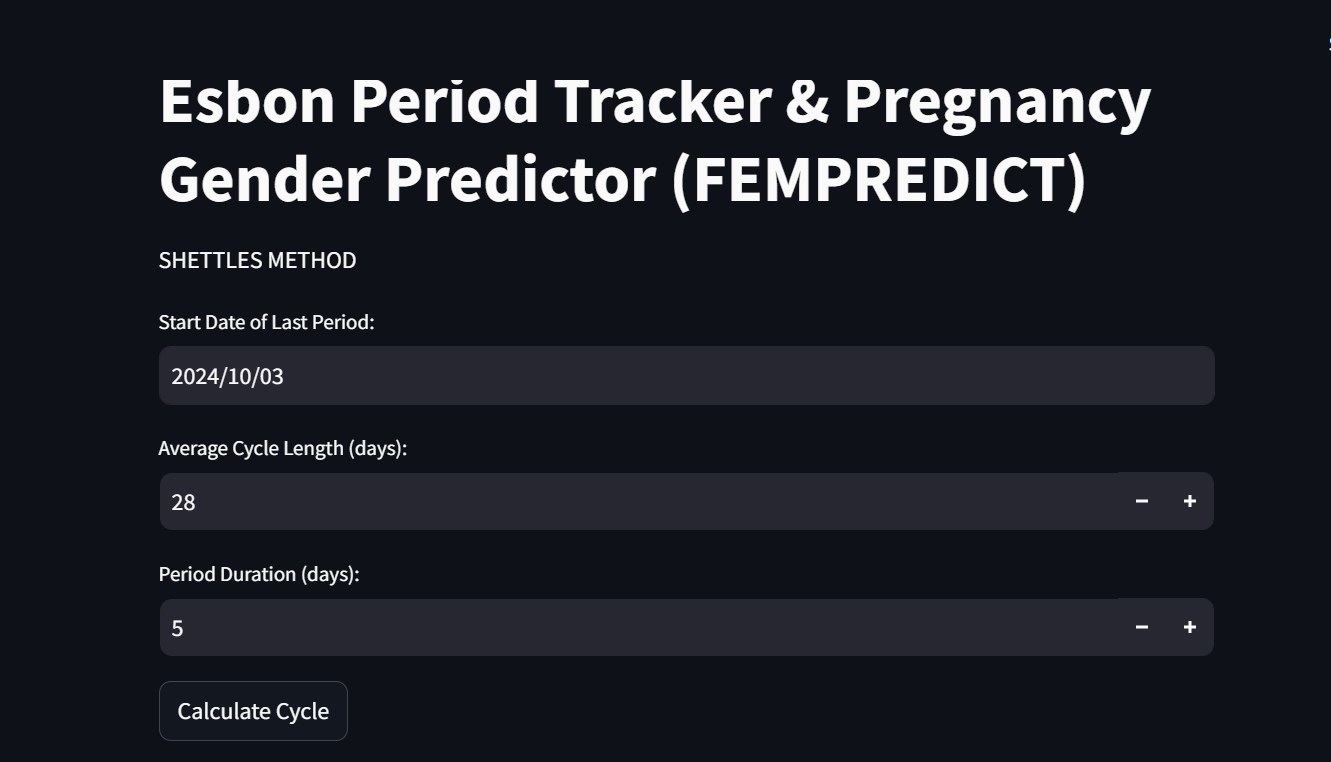 Esbon Period Tracker & Pregnancy
Gender Predictor (FEMPREDICT)
SHETTLES METHOD
Start Date of Last Period:
2024/10/03
Average Cycle Length (days):
28
Period Duration (days):
5
Calculate Cycle